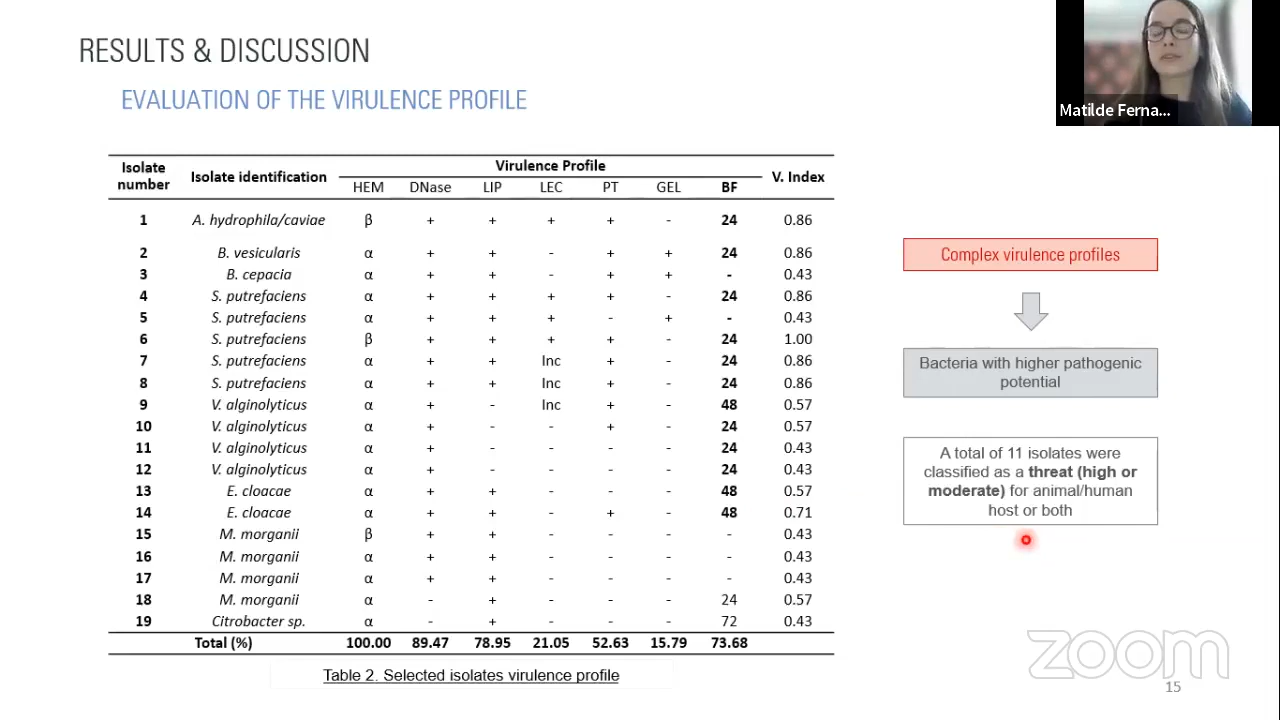 RESULTS & DISCUSSION
EVALUATION OF THE VIRULENCE PROFILE
Matilde Ferna...
Isolate number Isolate identification Virulence Profile V. Index
HEM DNase LIP LEC PT GEL BF
1 A. hydrophila/caviae β + + + + - 24 0.86
2 B. vesicularis α + + - + + 24 0.86
3 B. cepacia α + + - + + - 0.43
4 S. putrefaciens α + + + + - 24 0.86
5 S. putrefaciens α + + + - + - 0.43
6 S. putrefaciens β + + + + - 24 1.00
7 S. putrefaciens α + + Inc + - 24 0.86
8 S. putrefaciens α + + Inc + - 24 0.86
9 V. alginolyticus α + - Inc + - 48 0.57
10 V. alginolyticus α + - - + - 24 0.57
11 V. alginolyticus α + - - - - 24 0.43
12 V. alginolyticus α + - - - - 24 0.43
13 E. cloacae α + + - - - 48 0.57
14 E. cloacae α + + - + - 48 0.71
15 M. morganii β + + - - - - 0.43
16 M. morganii α + + - - - - 0.43
17 M. morganii α + + - - - - 0.43
18 M. morganii α - + - - - 24 0.57
19 Citrobacter sp. α - + - - - 72 0.43
Total (%) 100.00 89.47 78.95 21.05 52.63 15.79 73.68
Table 2. Selected isolates virulence profile
Complex virulence profiles
Bacteria with higher pathogenic
potential
A total of 11 isolates were
classified as a threat (high or
moderate) for animal/human
host or both
zoom
15